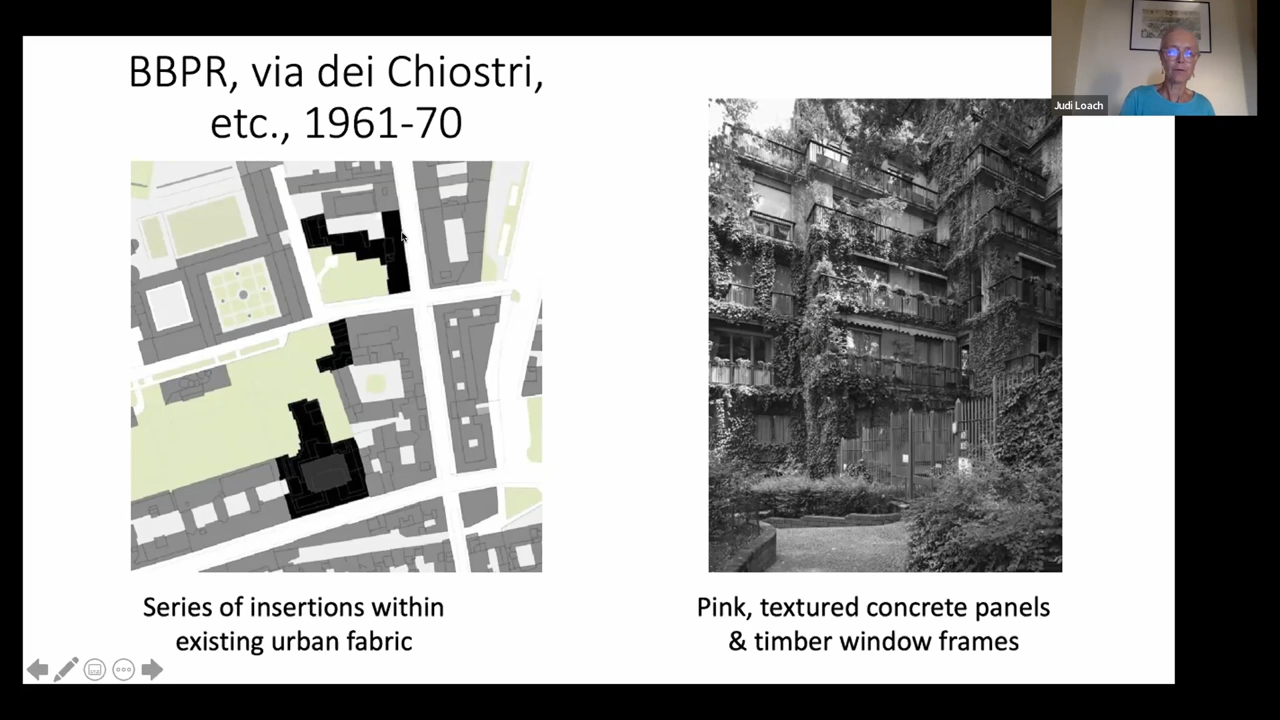 BBPR, via dei Chiostri,
etc., 1961-70
Judi Loach
Series of insertions within
existing urban fabric
Pink, textured concrete panels
& timber window frames